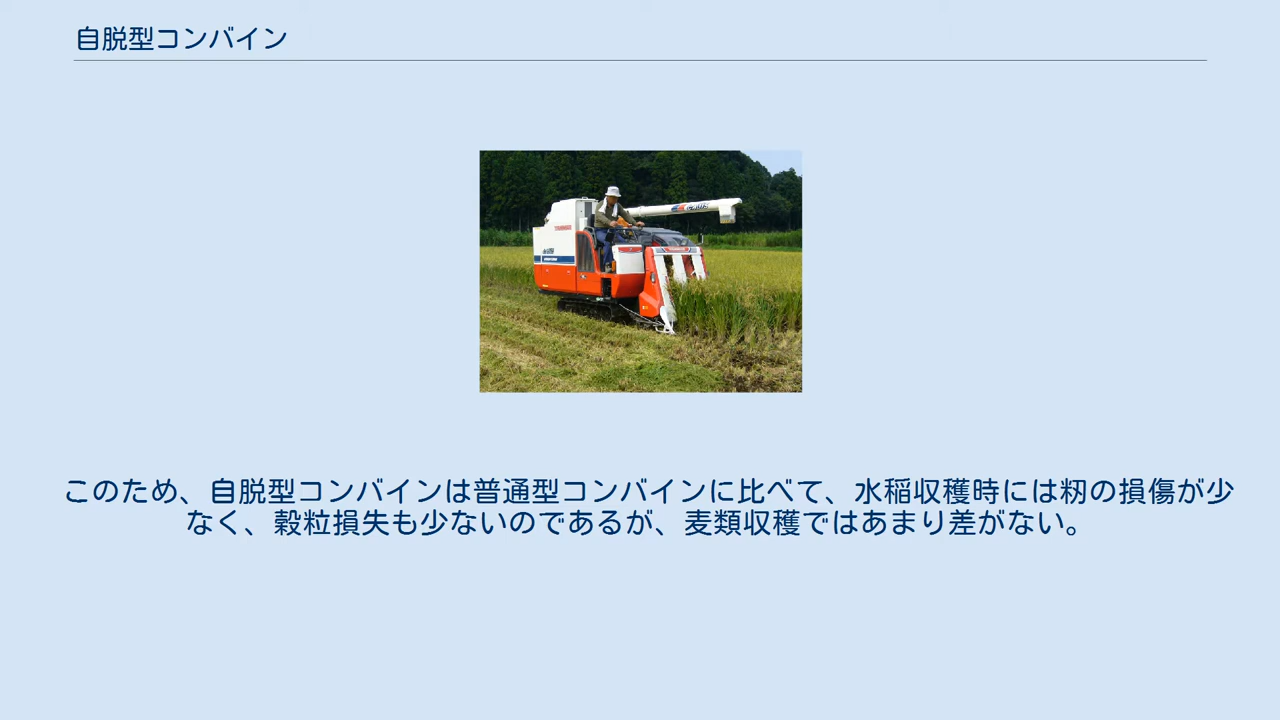 自脱型コンバイン
このため、自脱型コンバインは普通型コンバインに比べて、水稲収穫時には籾の損傷が少
なく、穀粒損失も少ないのであるが、麦類収穫ではあまり差がない。